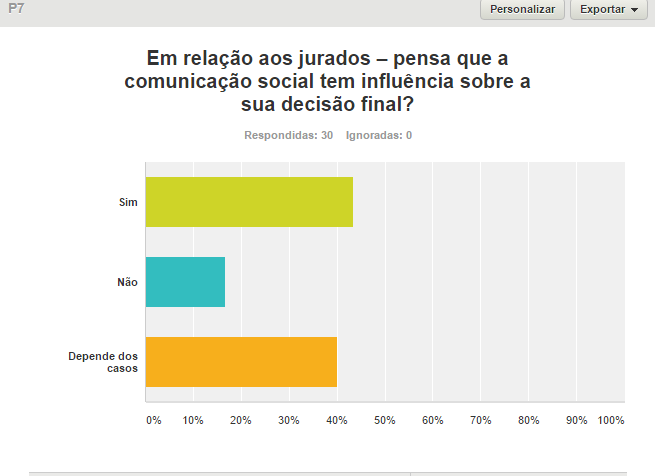 P7
Personalizar
Exportar
Em relação aos jurados – pensa que a
comunicação social tem influência sobre a
sua decisão final?
Respondidas: 30 Ignoradas: 0
Sim
Não
Depende dos
casos
0% 10% 20% 30% 40% 50% 60% 70% 80% 90% 100%